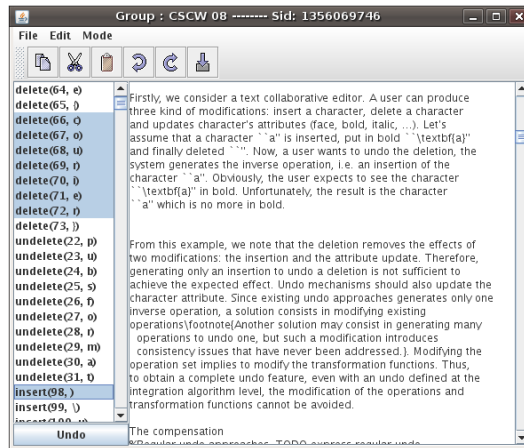 Group : CSCW 08 -------- Sid: 1356069746
File Edit Mode
delete(64, e)
delete(65, })
delete(66, c)
delete(67, o)
delete(68, u)
delete(69, r)
delete(70, i)
delete(71, e)
delete(72, r)
delete(73, })
undelete(22, p)
undelete(23, u)
undelete(24, b)
undelete(25, s)
undelete(26, f)
undelete(27, o)
undelete(28, r)
undelete(29, m)
undelete(30, a)
undelete(31, t)
insert(98, )
insert(99, \)
insert(100, u)
Undo
Firstly, we consider a text collaborative editor. A user can produce
three kind of modifications: insert a character, delete a character
and updates character's attributes (face, bold, italic, ...). Let's
assume that a character ``a'' is inserted, put in bold ``\textbf{a}''
and finally deleted ``''. Now, a user wants to undo the deletion, the
system generates the inverse operation, i.e. an insertion of the
character ``a''. Obviously, the user expects to see the character
``\textbf{a}'' in bold. Unfortunately, the result is the character
``a'' which is no more in bold.
From this example, we note that the deletion removes the effects of
two modifications: the insertion and the attribute update. Therefore,
generating only an insertion to undo a deletion is not sufficient to
achieve the expected effect. Undo mechanisms should also update the
character attribute. Since existing undo approaches generates only one
inverse operation, a solution consists in modifying existing
operations\footnote{Another solution may consist in generating many
operations to undo one, but such a modification introduces
consistency issues that have never been addressed.}. Modifying the
operation set implies to modify the transformation functions. Thus,
to obtain a complete undo feature, even with an undo defined at the
integration algorithm level, the modification of the operations and
transformation functions cannot be avoided.
The compensation
%Regular undo approaches, TODO express regular undo